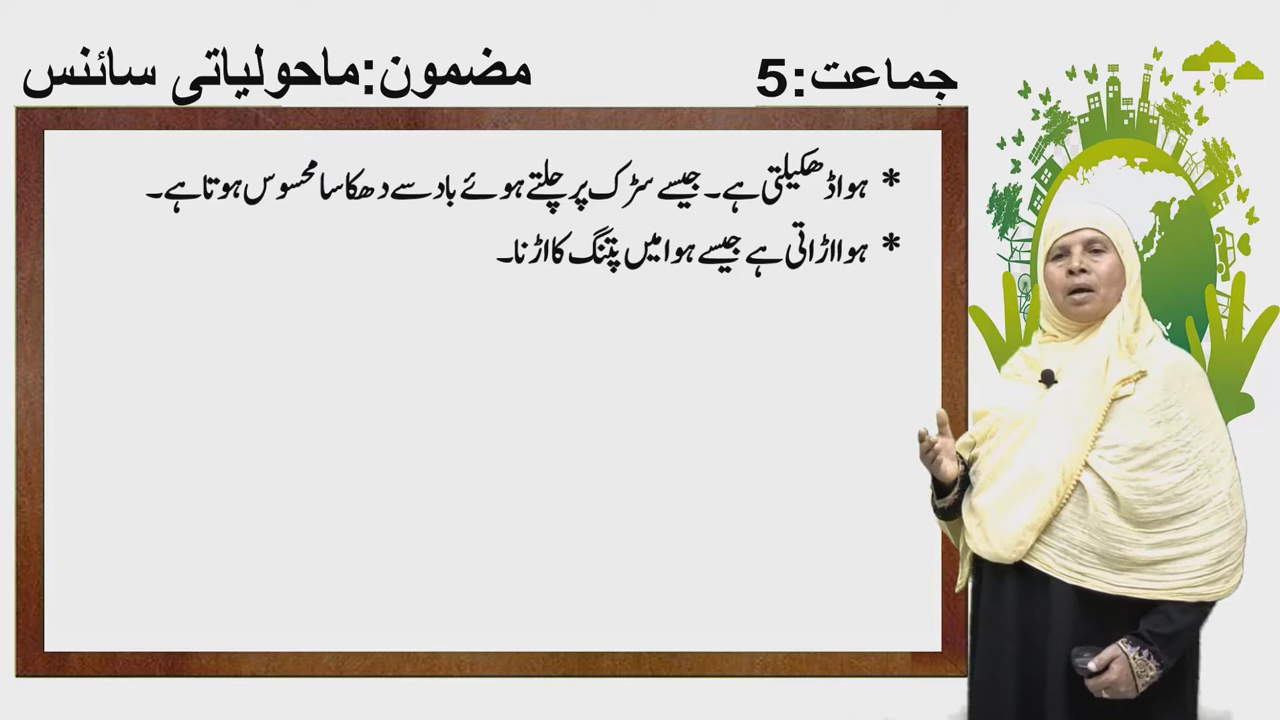 جماعت:5
مضمون:ماحولیاتی سائنس
* ہوا ڈھکیلتی ہے۔ جیسے سڑک پر چلتے ہوئے باد سے دھکا سا محسوس ہوتا ہے۔
* ہوا اڑاتی ہے جیسے ہوا میں پتنگ کا اڑنا۔